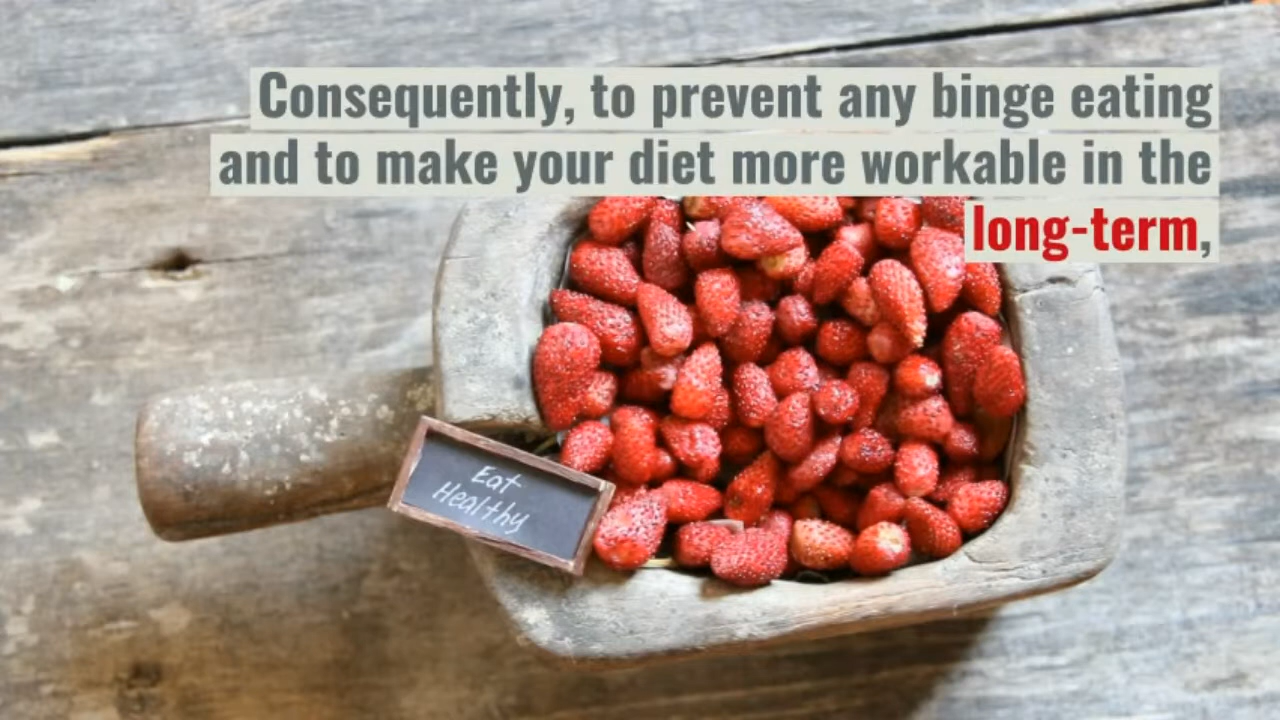 Consequently, to prevent any binge eating
and to make your diet more workable in the
long-term,
Eat
Healthy